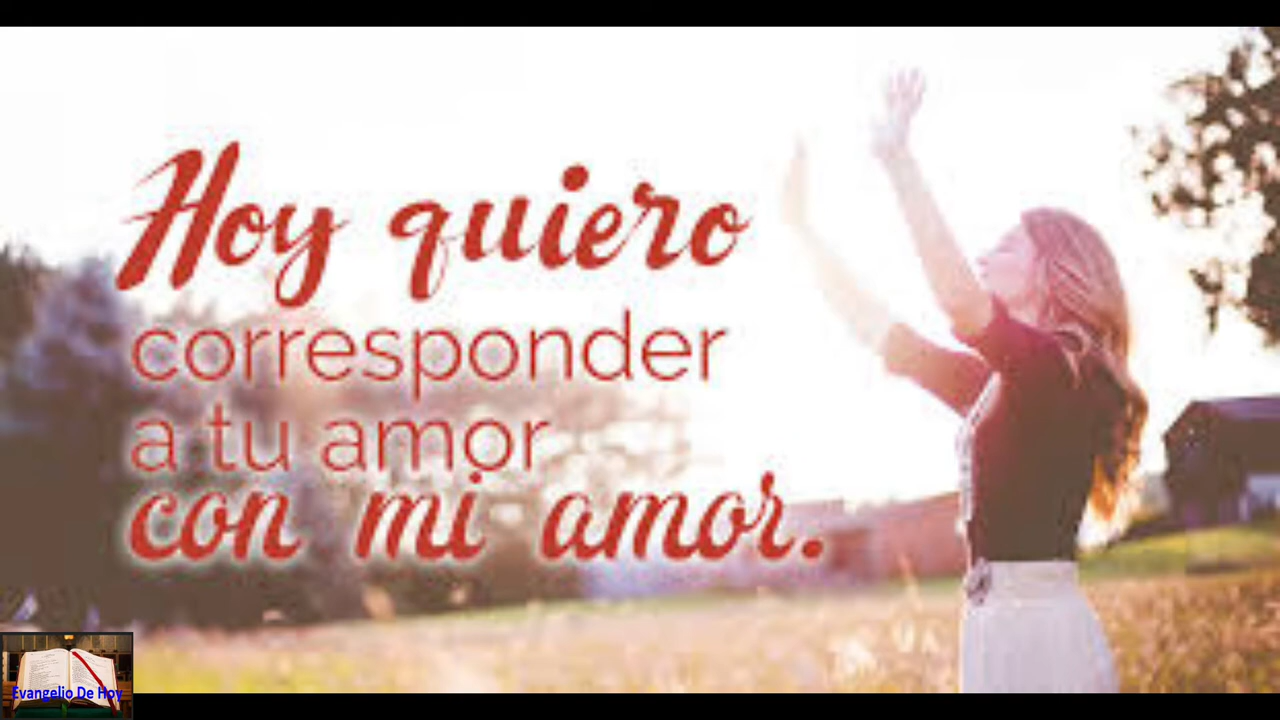 Hoy quiero
corresponder
a tu amor
con mi amor.
Evangelio De Hoy